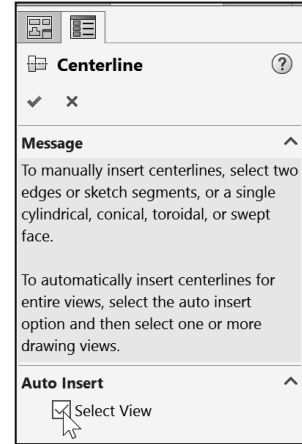 Centerline
?
Message
To manually insert centerlines, select two
edges or sketch segments, or a single
cylindrical, conical, toroidal, or swept
face.
To automatically insert centerlines for
entire views, select the auto insert
option and then select one or more
drawing views.
Auto Insert
Select View